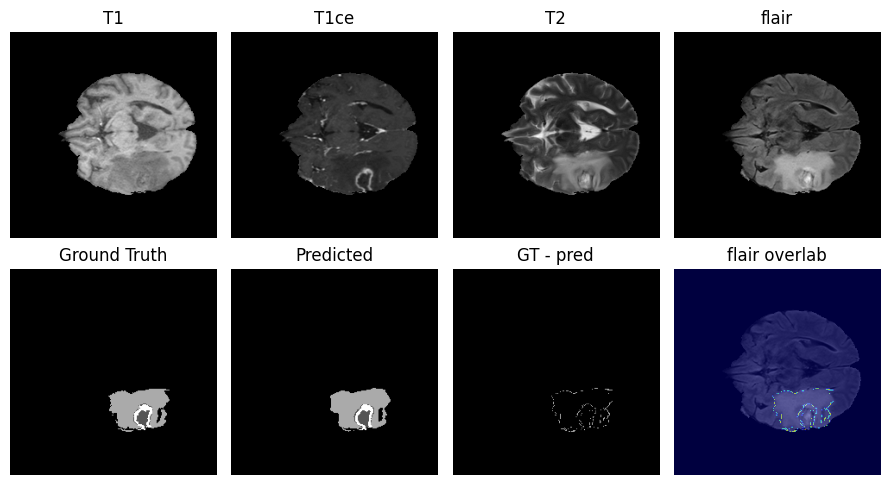 T1
T1ce
T2
flair
Ground Truth
Predicted
GT - pred
flair overlab